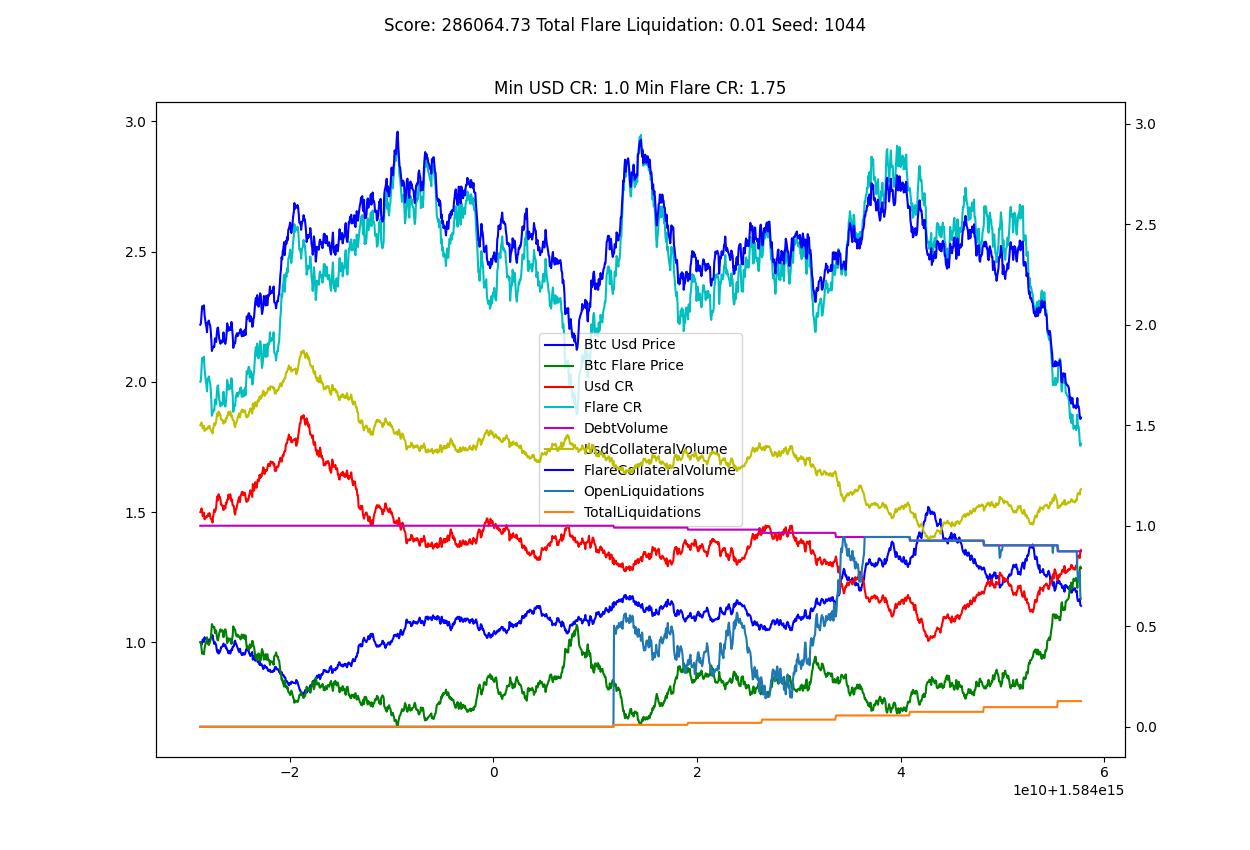 Score: 286064.73 Total Flare Liquidation: 0.01 Seed: 1044
Min USD CR: 1.0 Min Flare CR: 1.75
3.0
2.5
2.0
1.5
1.0
3.0
2.5
2.0
1.5
1.0
0.5
0.0
Btc Usd Price
Btc Flare Price
Usd CR
Flare CR
DebtVolume
UsdCollateralVolume
FlareCollateralVolume
OpenLiquidations
TotalLiquidations
−2 0 2 4 6
1e10+1.584e15